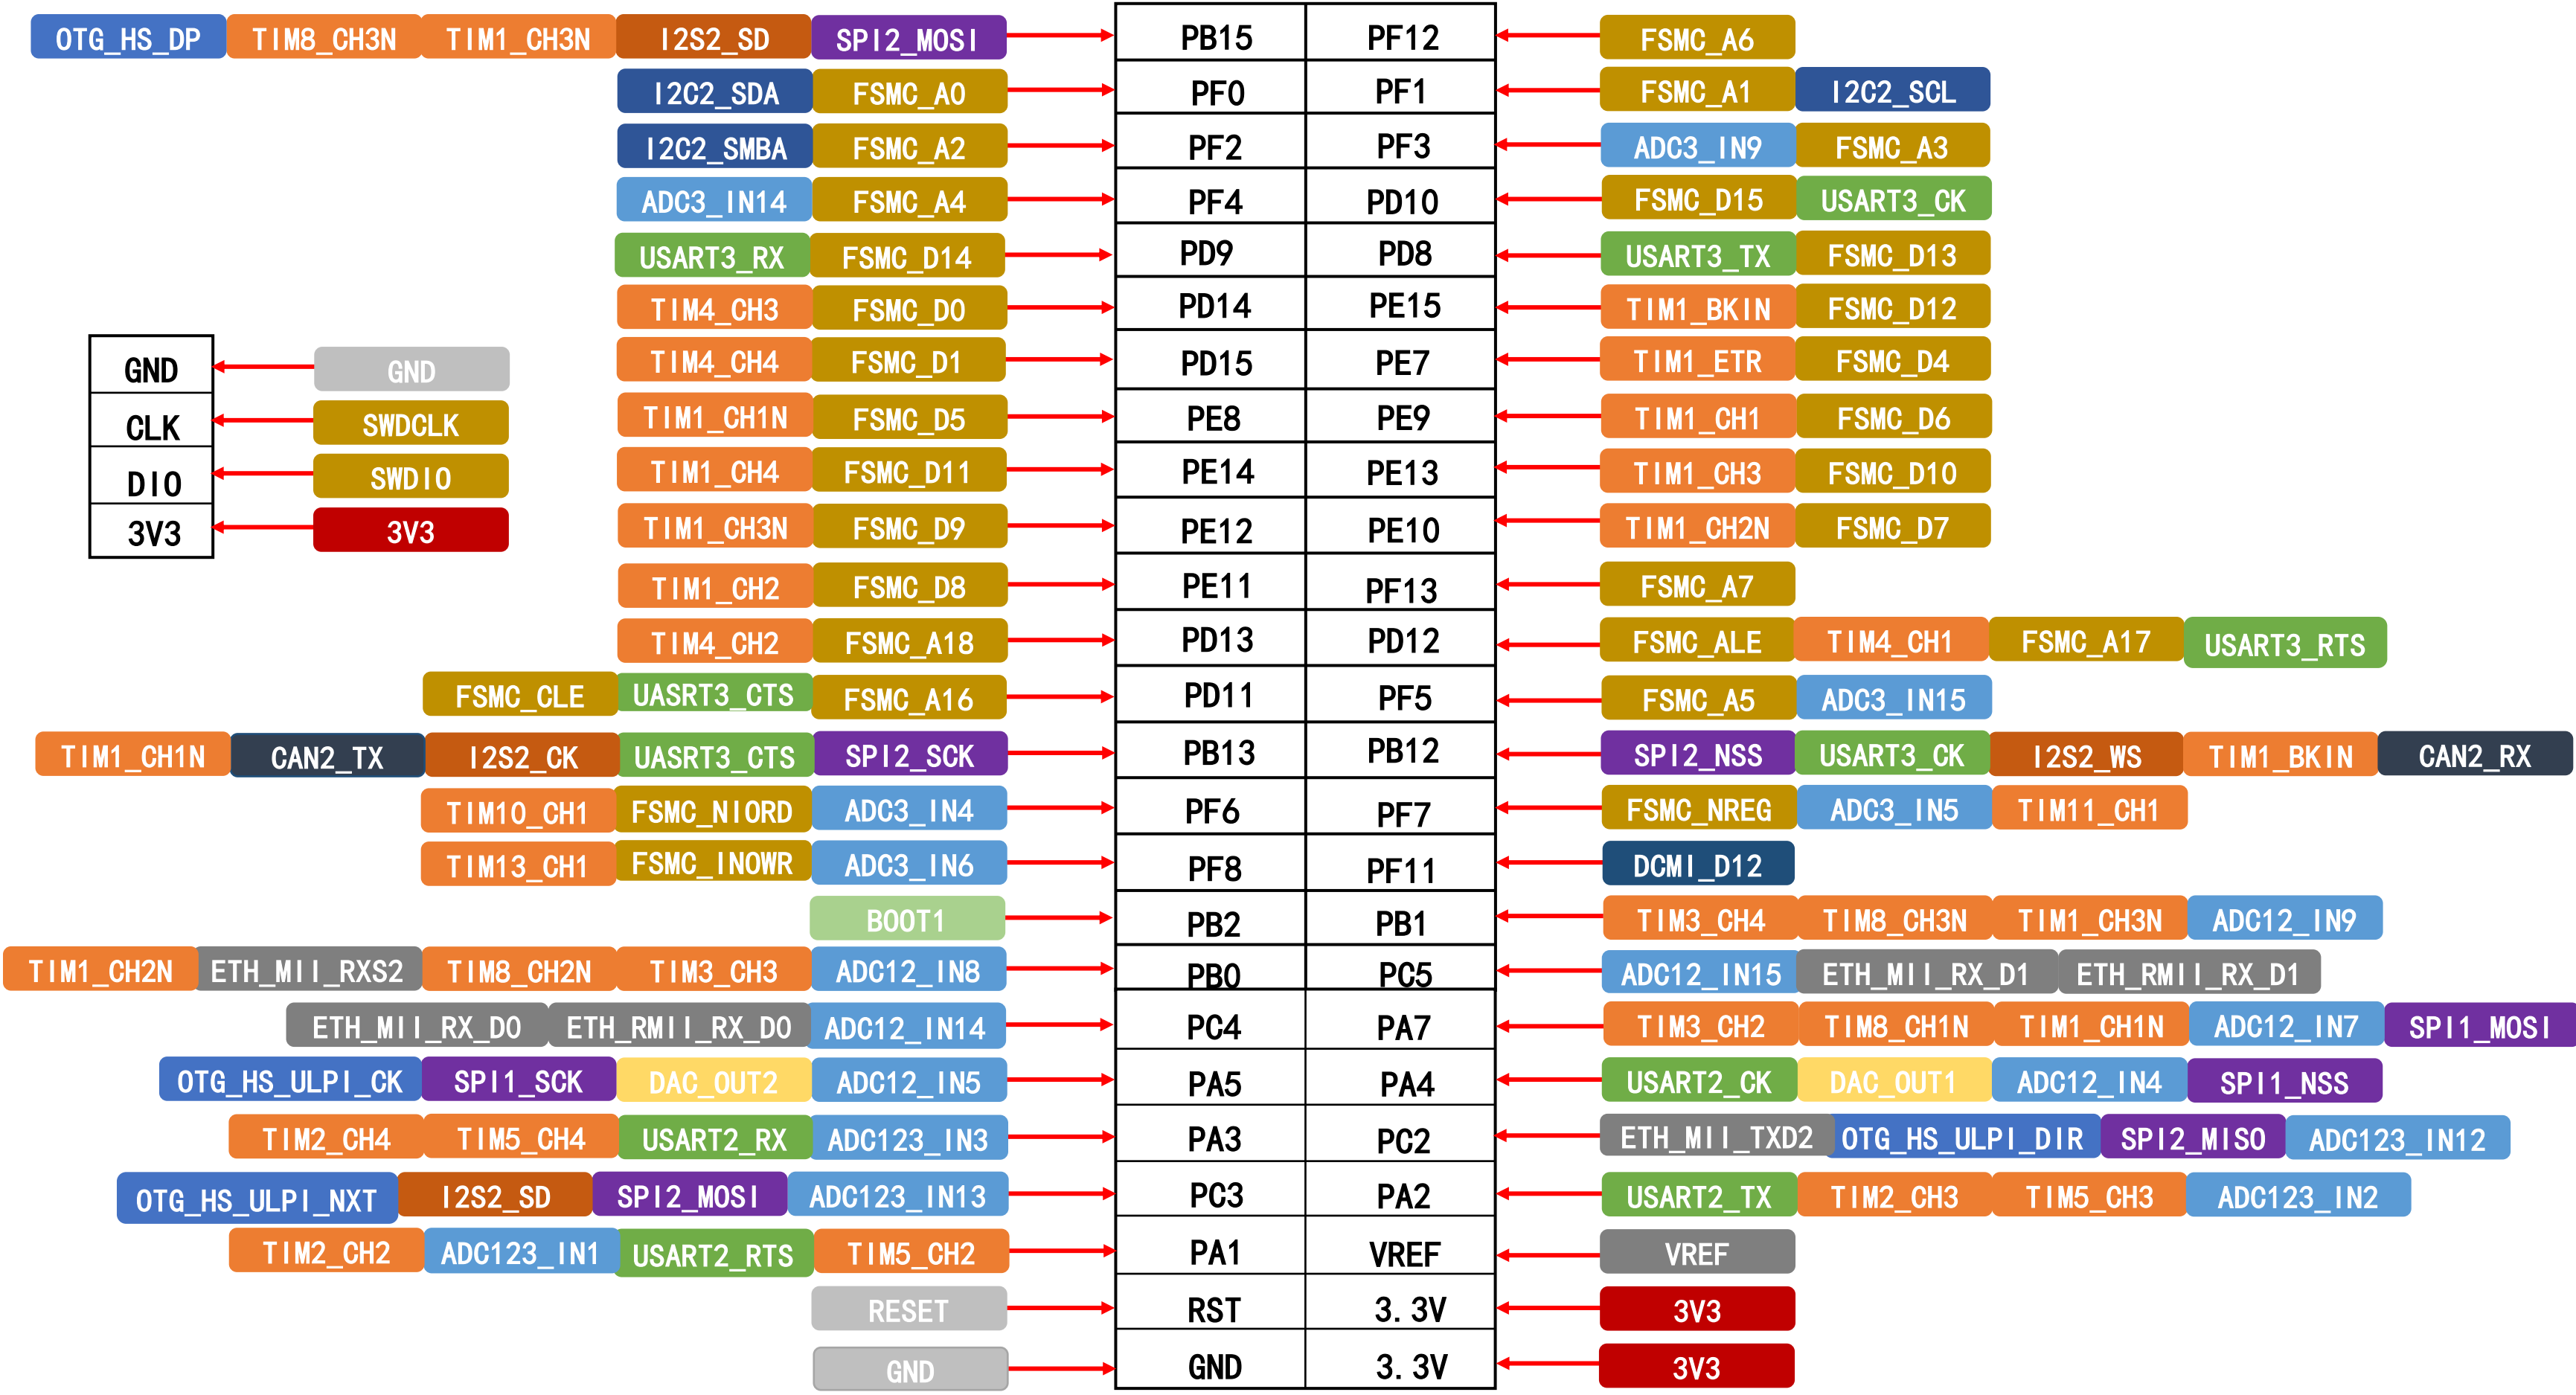 OTG_HS_DP TIM8_CH3N TIM1_CH3N I2S2_SD SPI2_MOSI PB15 PF12 FSMC_A6
I2C2_SDA FSMC_A0 PF0 PF1 FSMC_A1 I2C2_SCL
I2C2_SMBA FSMC_A2 PF2 PF3 ADC3_IN9 FSMC_A3
ADC3_IN14 FSMC_A4 PF4 PD10 FSMC_D15 USART3_CK
USART3_RX FSMC_D14 PD9 PD8 USART3_TX FSMC_D13
TIM4_CH3 FSMC_D0 PD14 PE15 TIM1_BKIN FSMC_D12
GND GND TIM4_CH4 FSMC_D1 PD15 PE7 TIM1_ETR FSMC_D4
CLK SWDCLK TIM1_CH1N FSMC_D5 PE8 PE9 TIM1_CH1 FSMC_D6
DIO SWDIO TIM1_CH4 FSMC_D11 PE14 PE13 TIM1_CH3 FSMC_D10
3V3 3V3 TIM1_CH3N FSMC_D9 PE12 PE10 TIM1_CH2N FSMC_D7
TIM1_CH2 FSMC_D8 PE11 PF13 FSMC_A7
TIM4_CH2 FSMC_A18 PD13 PD12 FSMC_ALE TIM4_CH1 FSMC_A17 USART3_RTS
FSMC_CLE UASRT3_CTS FSMC_A16 PD11 PF5 FSMC_A5 ADC3_IN15
TIM1_CH1N CAN2_TX I2S2_CK UASRT3_CTS SPI2_SCK PB13 PB12 SPI2_NSS USART3_CK I2S2_WS TIM1_BKIN CAN2_RX
TIM10_CH1 FSMC_NIORD ADC3_IN4 PF6 PF7 FSMC_NREG ADC3_IN5 TIM11_CH1
TIM13_CH1 FSMC_INOWR ADC3_IN6 PF8 PF11 DCMI_D12
BOOT1 PB2 PB1 TIM3_CH4 TIM8_CH3N TIM1_CH3N ADC12_IN9
TIM1_CH2N ETH_MII_RXS2 TIM8_CH2N TIM3_CH3 ADC12_IN8 PB0 PC5 ADC12_IN15 ETH_MII_RX_D1 ETH_RMII_RX_D1
ETH_MII_RX_D0 ETH_RMII_RX_D0 ADC12_IN14 PC4 PA7 TIM3_CH2 TIM8_CH1N TIM1_CH1N ADC12_IN7 SPI1_MOSI
OTG_HS_ULPI_CK SPI1_SCK DAC_OUT2 ADC12_IN5 PA5 PA4 USART2_CK DAC_OUT1 ADC12_IN4 SPI1_NSS
TIM2_CH4 TIM5_CH4 USART2_RX ADC123_IN3 PA3 PC2 ETH_MII_TXD2 OTG_HS_ULPI_DIR SPI2_MISO ADC123_IN12
OTG_HS_ULPI_NXT I2S2_SD SPI2_MOSI ADC123_IN13 PC3 PA2 USART2_TX TIM2_CH3 TIM5_CH3 ADC123_IN2
TIM2_CH2 ADC123_IN1 USART2_RTS TIM5_CH2 PA1 VREF VREF
RESET RST 3.3V 3V3
GND GND 3.3V 3V3